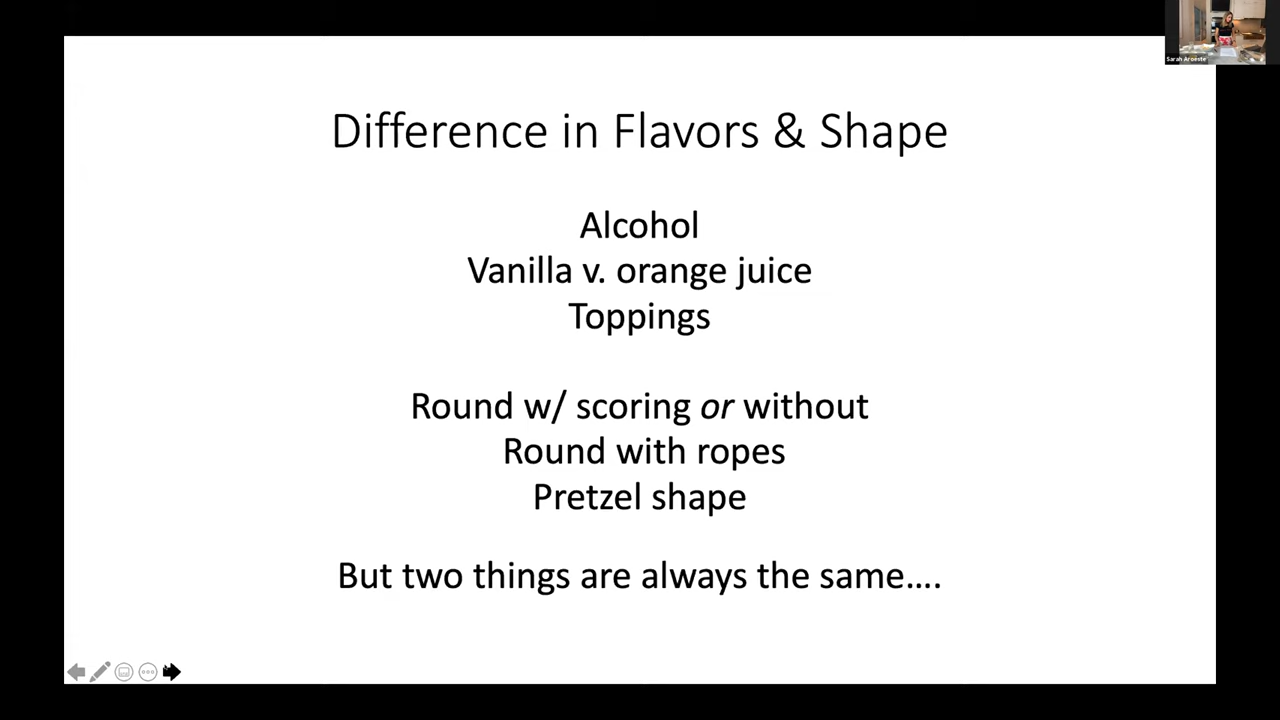 Sarah Aroeste
Difference in Flavors & Shape
Alcohol
Vanilla v. orange juice
Toppings
Round w/ scoring or without
Round with ropes
Pretzel shape
But two things are always the same....